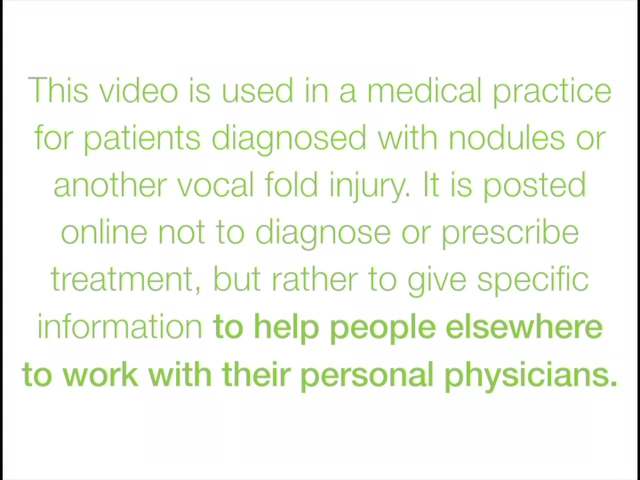 This video is used in a medical practice
for patients diagnosed with nodules or
another vocal fold injury. It is posted
online not to diagnose or prescribe
treatment, but rather to give specific
information to help people elsewhere
to work with their personal physicians.